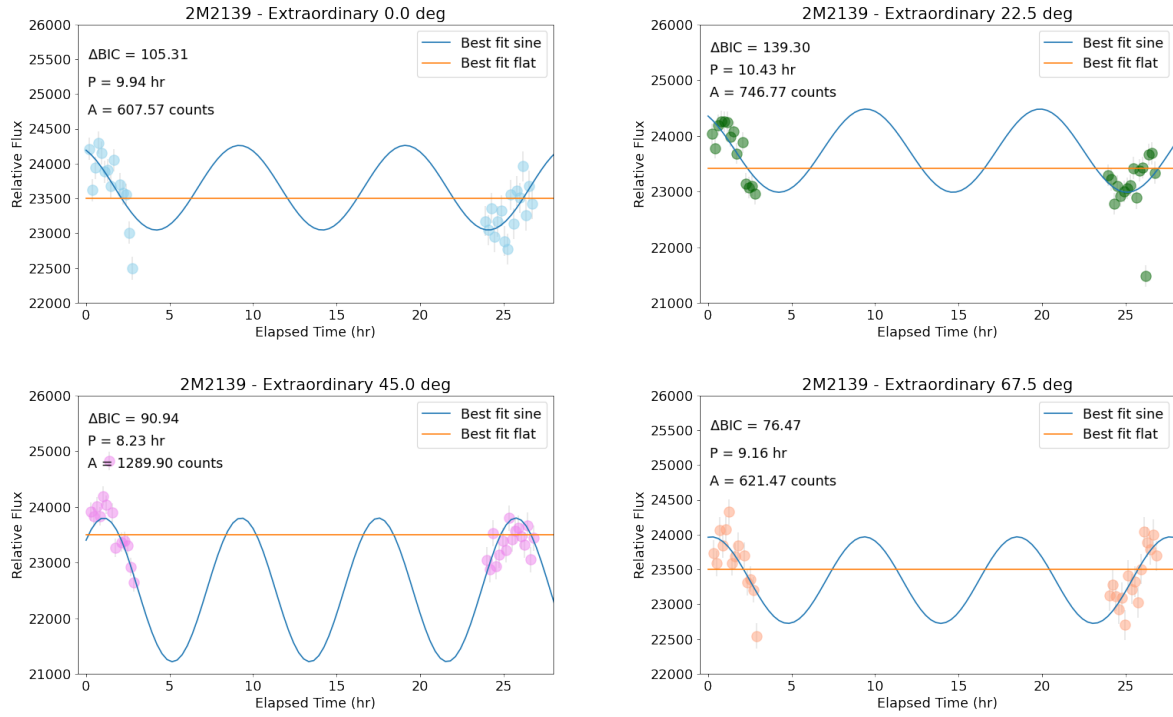 2M2139 - Extraordinary 0.0 deg
26000
25500
25000
24500
24000
23500
23000
22500
22000
Relative Flux
ΔBIC = 105.31
P = 9.94 hr
A = 607.57 counts
Best fit sine
Best fit flat
0 5 10 15 20 25
Elapsed Time (hr)
2M2139 - Extraordinary 22.5 deg
26000
25000
24000
23000
22000
21000
Relative Flux
ΔBIC = 139.30
P = 10.43 hr
A = 746.77 counts
Best fit sine
Best fit flat
0 5 10 15 20 25
Elapsed Time (hr)
2M2139 - Extraordinary 45.0 deg
26000
25000
24000
23000
22000
21000
Relative Flux
ΔBIC = 90.94
P = 8.23 hr
A = 1289.90 counts
Best fit sine
Best fit flat
0 5 10 15 20 25
Elapsed Time (hr)
2M2139 - Extraordinary 67.5 deg
26000
25500
25000
24500
24000
23500
23000
22500
22000
Relative Flux
ΔBIC = 76.47
P = 9.16 hr
A = 621.47 counts
Best fit sine
Best fit flat
0 5 10 15 20 25
Elapsed Time (hr)